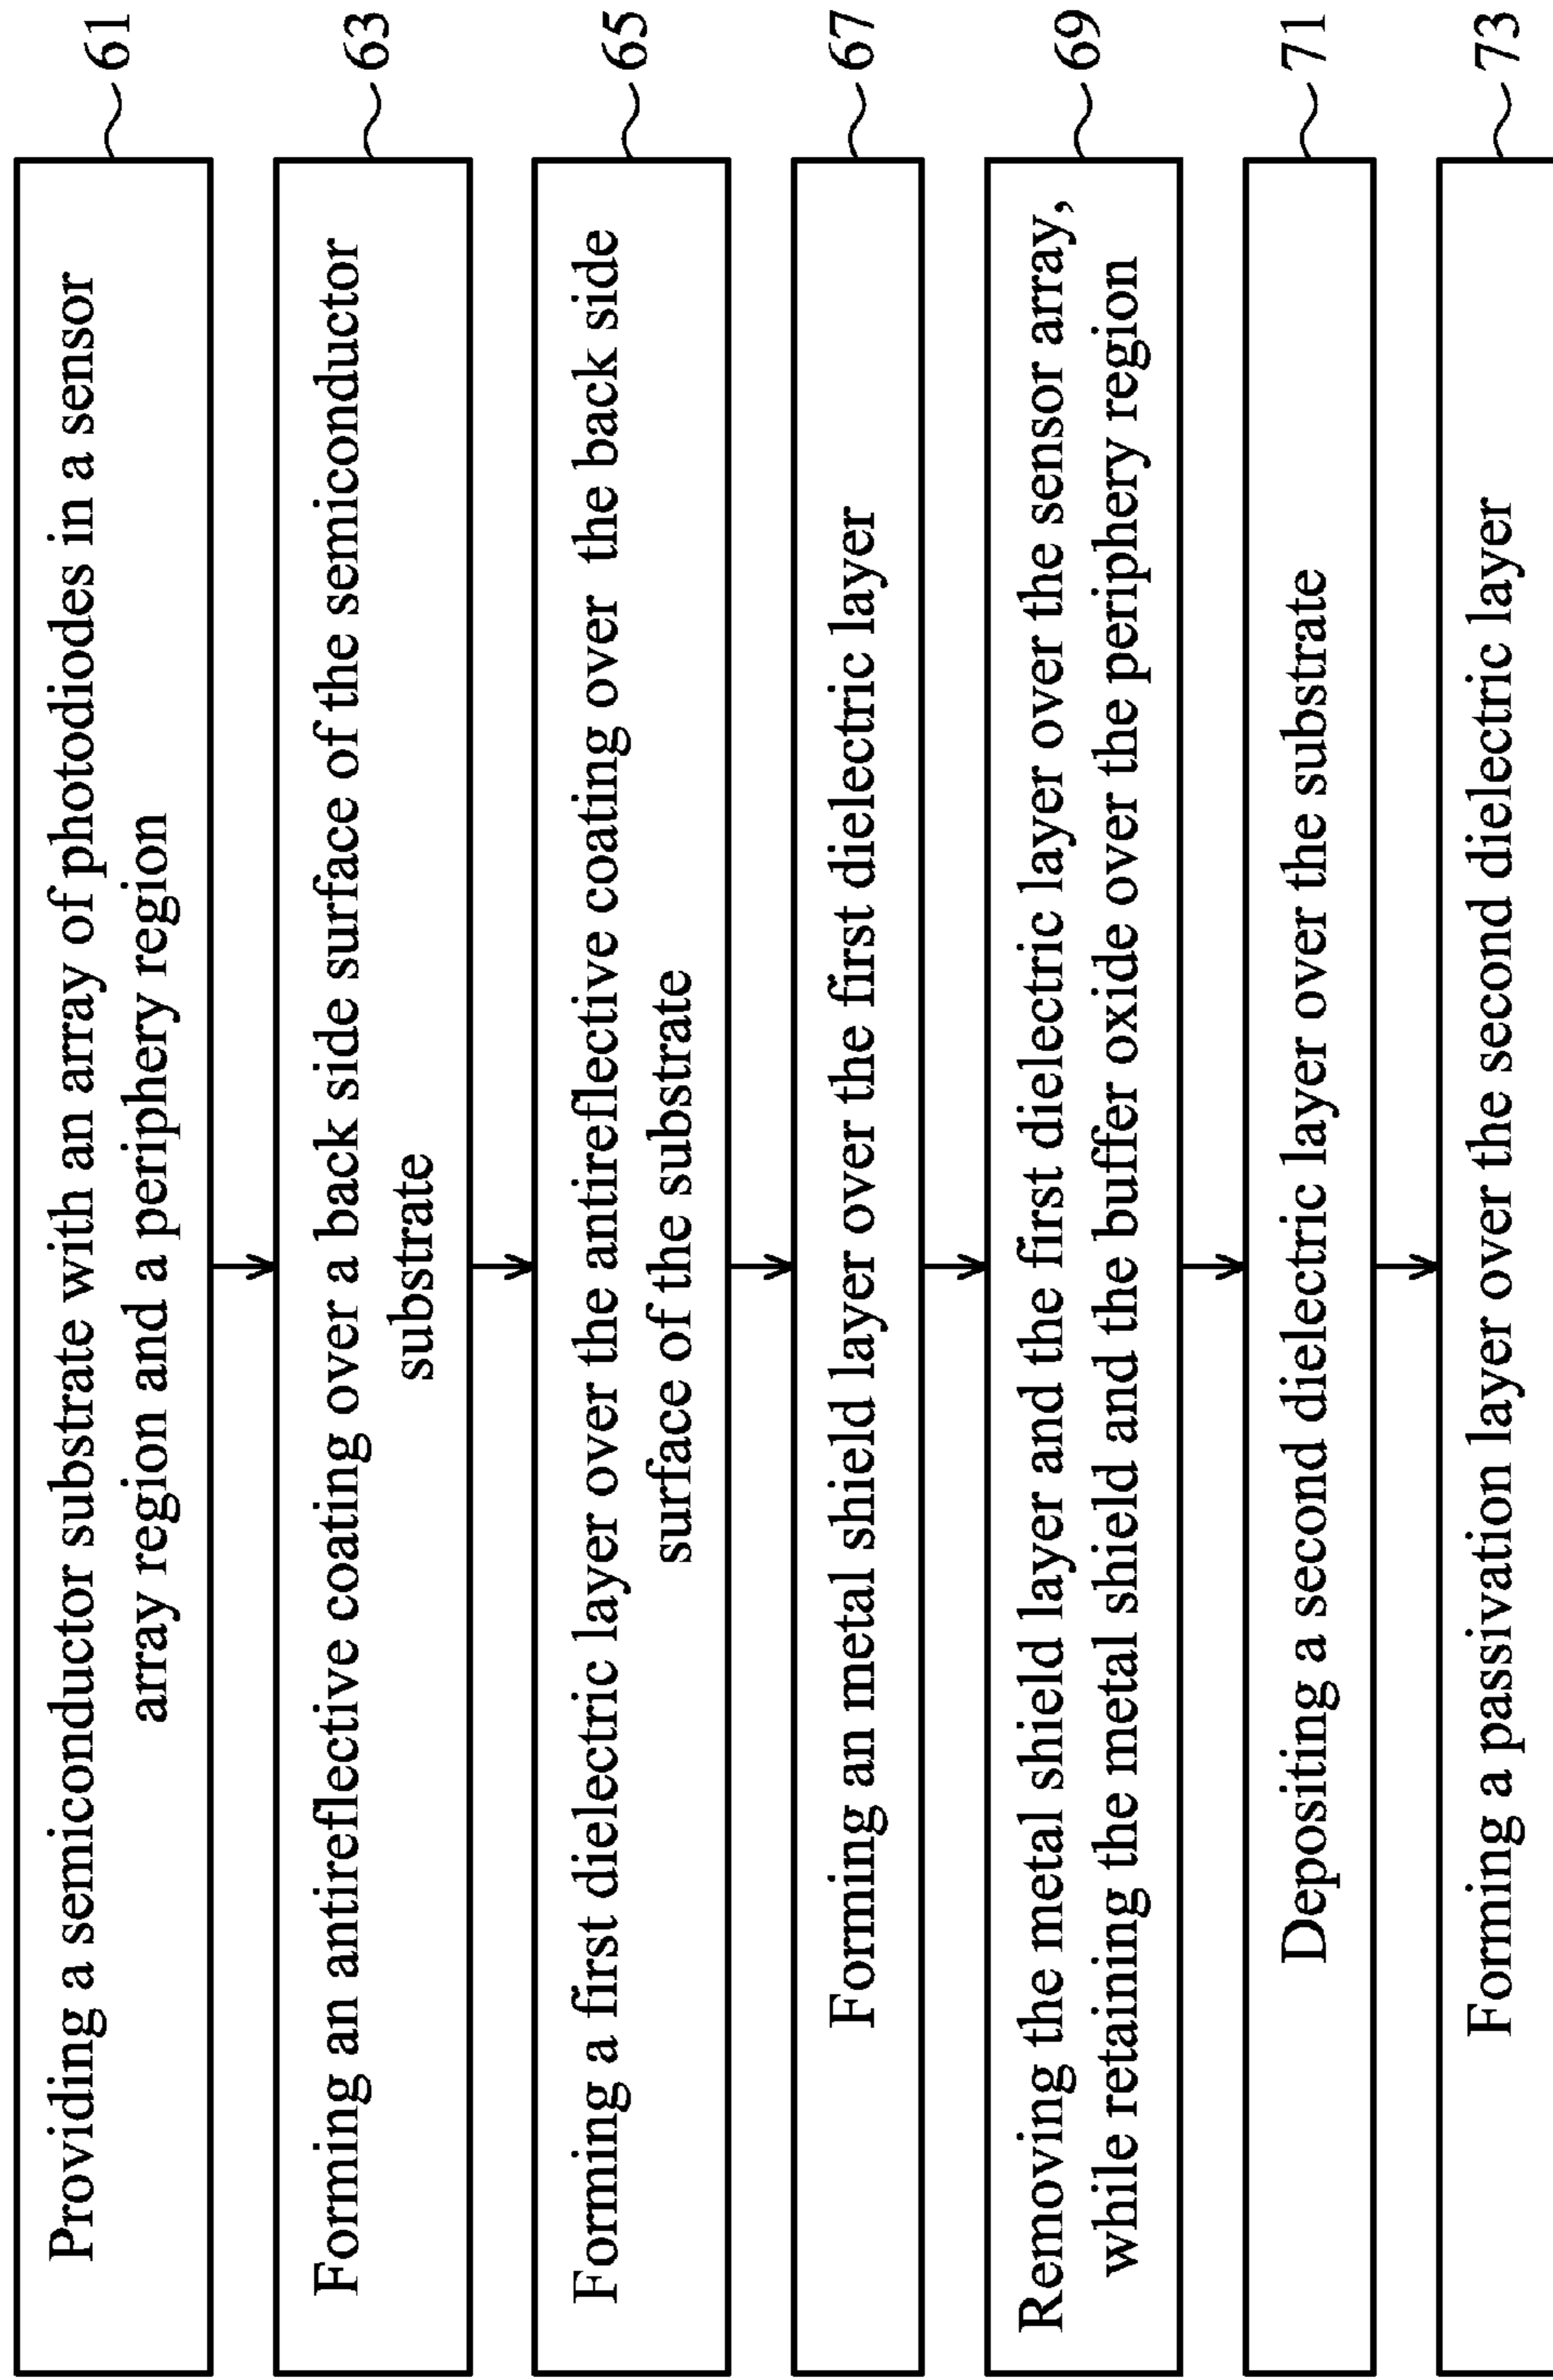 Providing a semiconductor substrate with an array of photodiodes in a sensor
array region and a periphery region
61
Forming an antireflective coating over a back side surface of the semiconductor
substrate
63
Forming a first dielectric layer over the antireflective coating over the back side
surface of the substrate
65
Forming an metal shield layer over the first dielectric layer
67
Removing the metal shield layer and the first dielectric layer over the sensor array,
while retaining the metal shield and the buffer oxide over the periphery region
69
Depositing a second dielectric layer over the substrate
71
Forming a passivation layer over the second dielectric layer
73